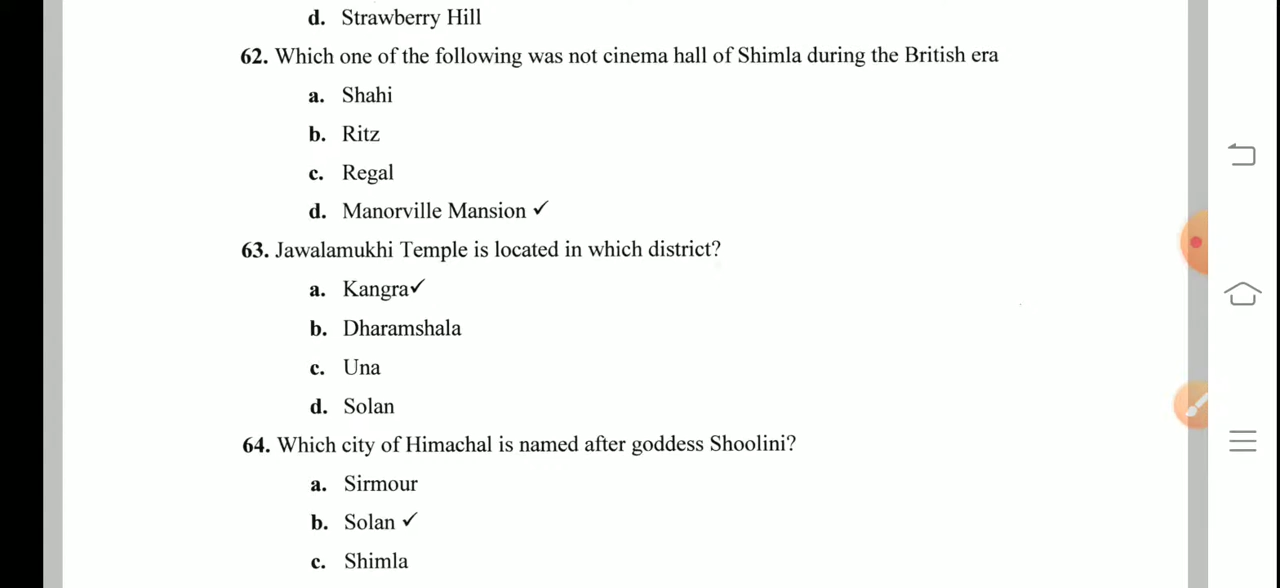 d. Strawberry Hill
62. Which one of the following was not cinema hall of Shimla during the British era
a. Shahi
b. Ritz
c. Regal
d. Manorville Mansion ✓
63. Jawalamukhi Temple is located in which district?
a. Kangra✓
b. Dharamshala
c. Una
d. Solan
64. Which city of Himachal is named after goddess Shoolini?
a. Sirmour
b. Solan ✓
c. Shimla